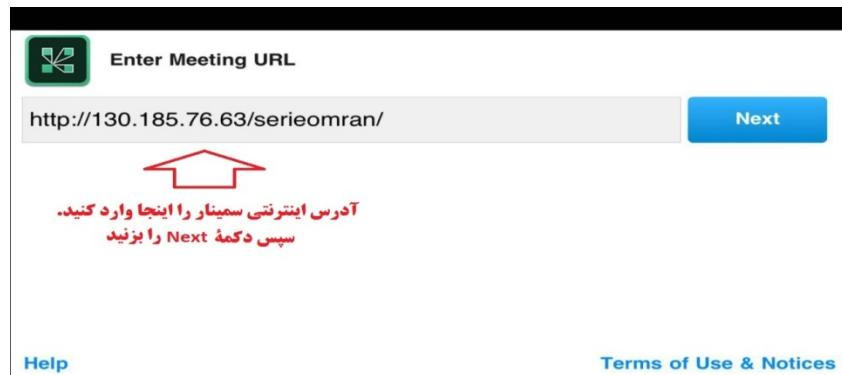 Enter Meeting URL
http://130.185.76.63/serieomran/
Next
آدرس اینترنتی سمینار را اینجا وارد کنید.
سپس دکمهٔ Next را بزنید
Help
Terms of Use & Notices